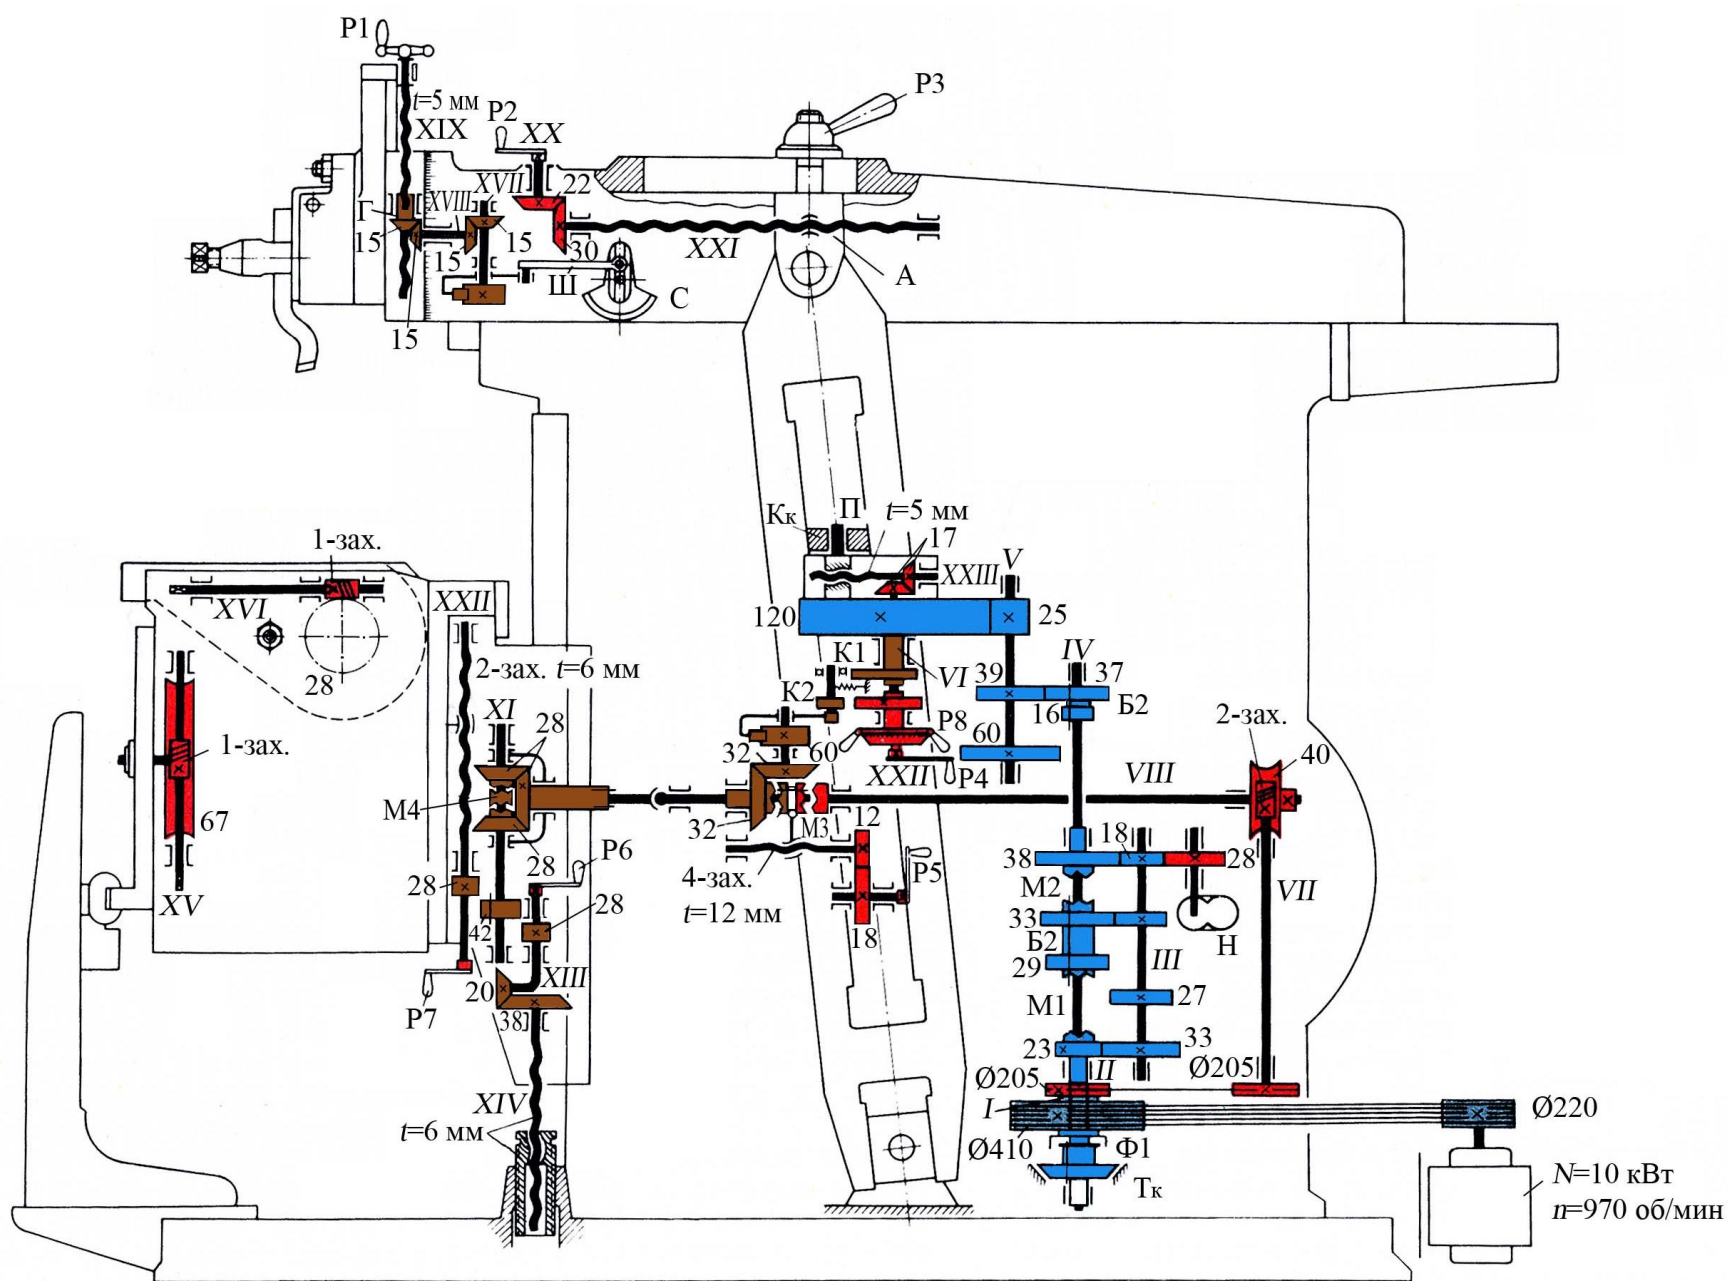 P1
t=5 мм
XIX
P2
XX
P3
XVII
22
XVIII
Г
15
15
15
30
XXI
А
Ш
С
15
Кк
П
t=5 мм
17
V
XXIII
1-зах.
XVI
XXII
120
25
IV
28
2-зах. t=6 мм
К1
VI
39
37
К2
16
Б2
XI
28
P8
2-зах.
1-зах.
32
60
60
40
XXII
P4
VIII
М4
67
32
М3
12
28
P6
38
18
28
4-зах.
P5
М2
VII
XV
28
t=12 мм
42
28
33
Б2
Н
18
III
XIII
29
20
27
P7
38
М1
23
33
II
Ø205
Ø205
XIV
I
Ø220
t=6 мм
Ø410
Ф1
Тк
N=10 кВт
n=970 об/мин